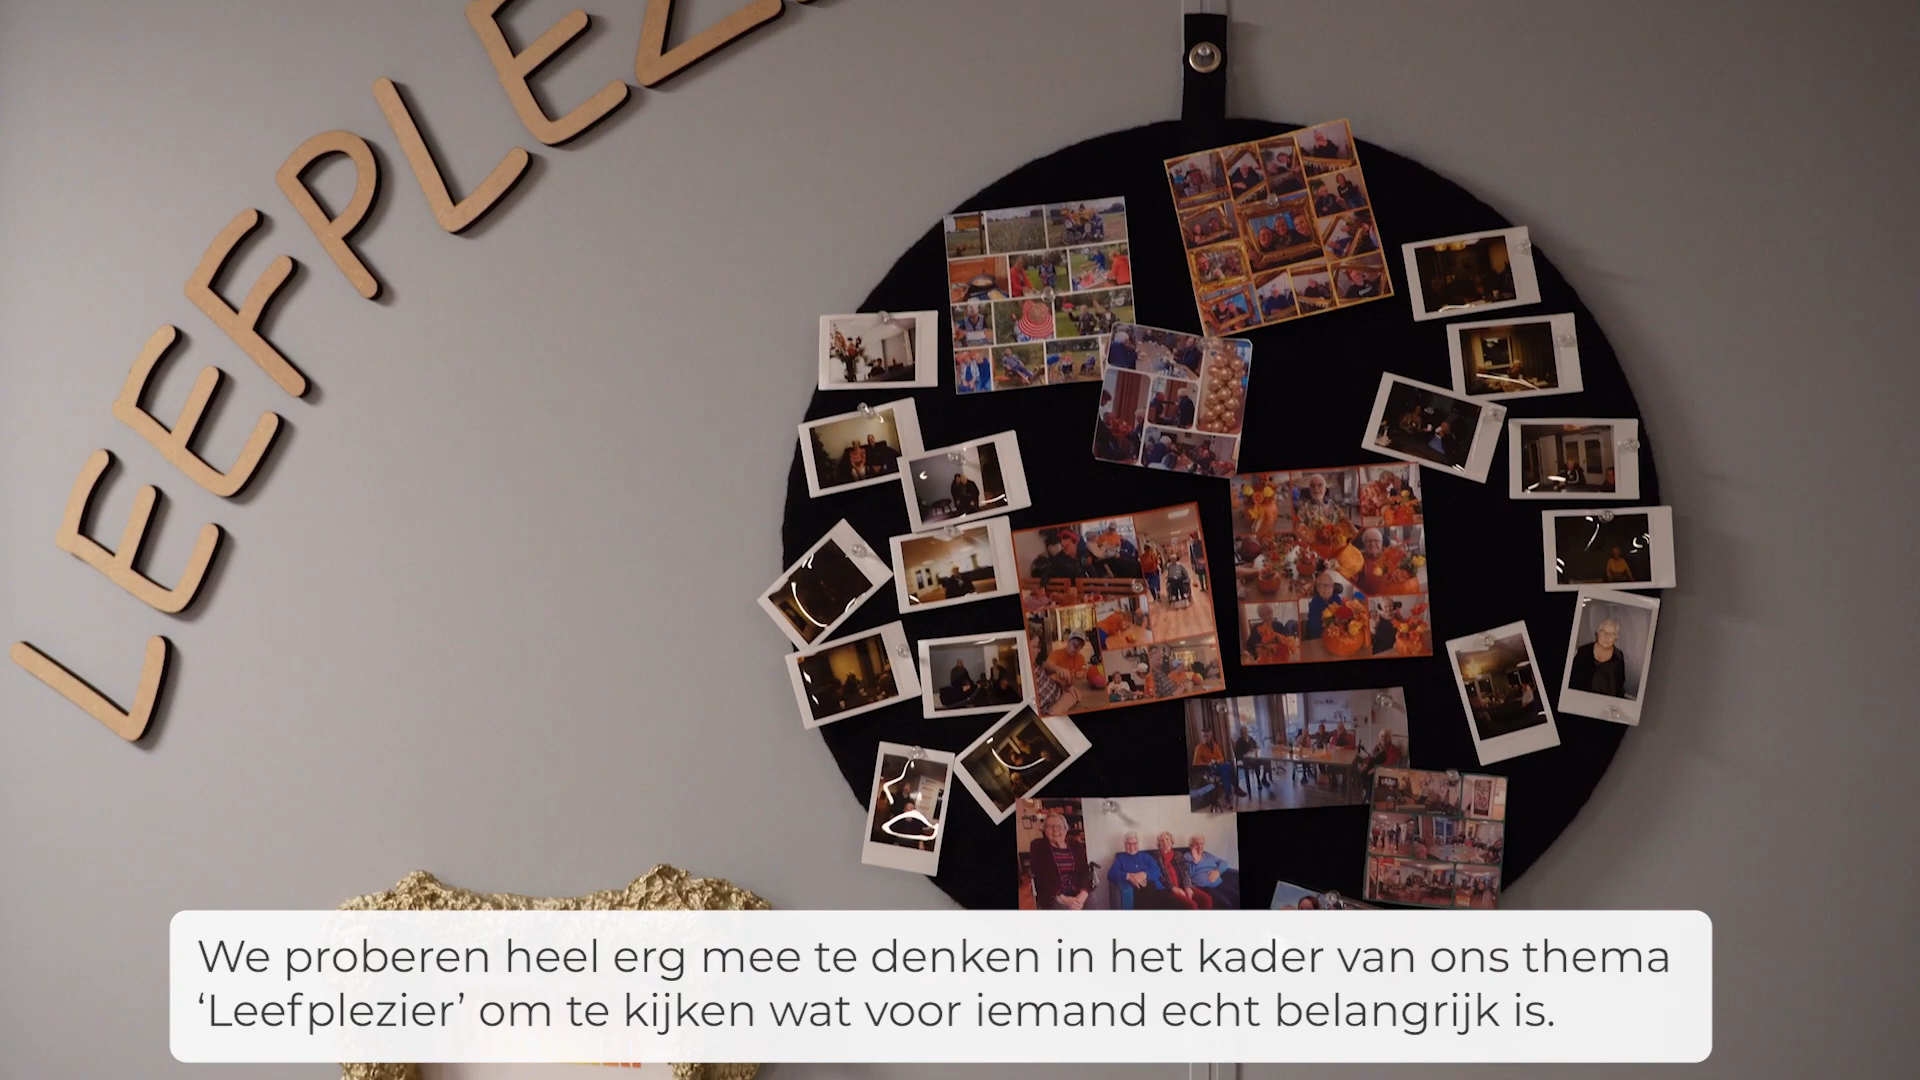 LEEFPLEZ
We proberen heel erg mee te denken in het kader van ons thema
‘Leefplezier’ om te kijken wat voor iemand echt belangrijk is.